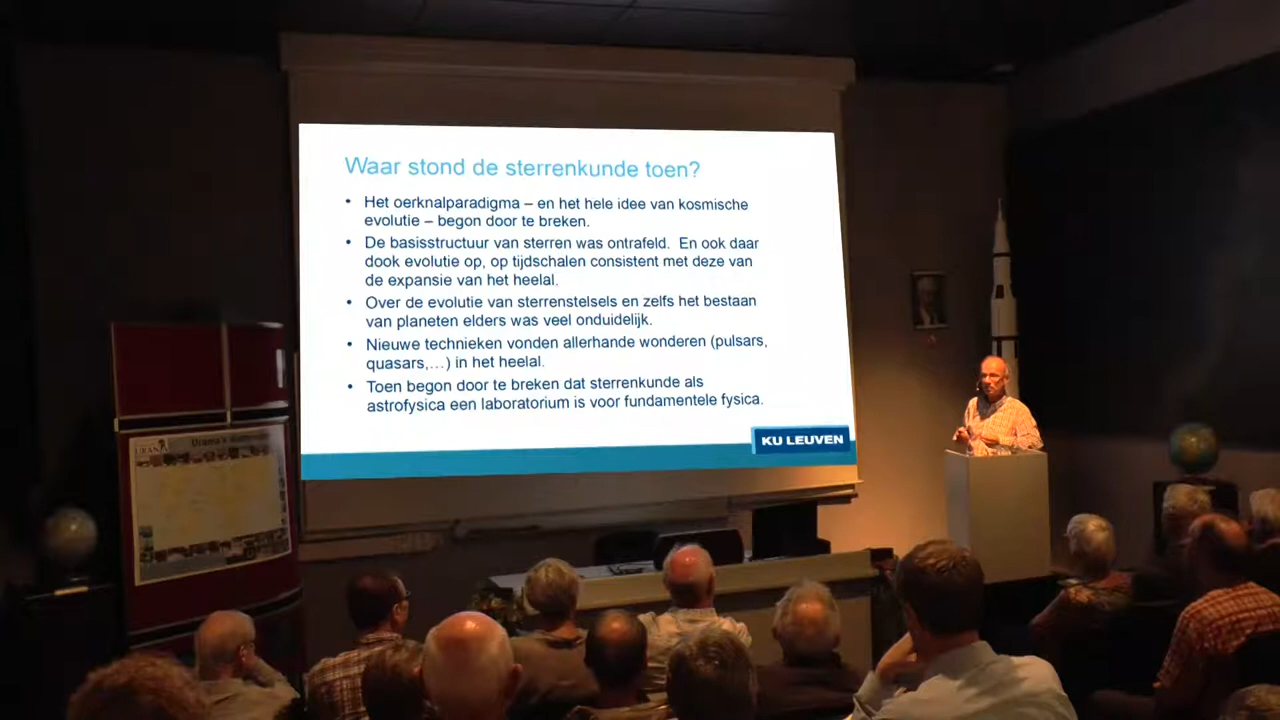 Waar stond de sterrenkunde toen?
• Het oerknalparadigma – en het hele idee van kosmische
evolutie – begon door te breken.
• De basisstructuur van sterren was ontrafeld. En ook daar
dook evolutie op, op tijdschalen consistent met deze van
de expansie van het heelal.
• Over de evolutie van sterrenstelsels en zelfs het bestaan
van planeten elders was veel onduidelijk.
• Nieuwe technieken vonden allerhande wonderen (pulsars,
quasars,…) in het heelal.
• Toen begon door te breken dat sterrenkunde als
astrofysica een laboratorium is voor fundamentele fysica.
KU LEUVEN
URANIA
Urania's